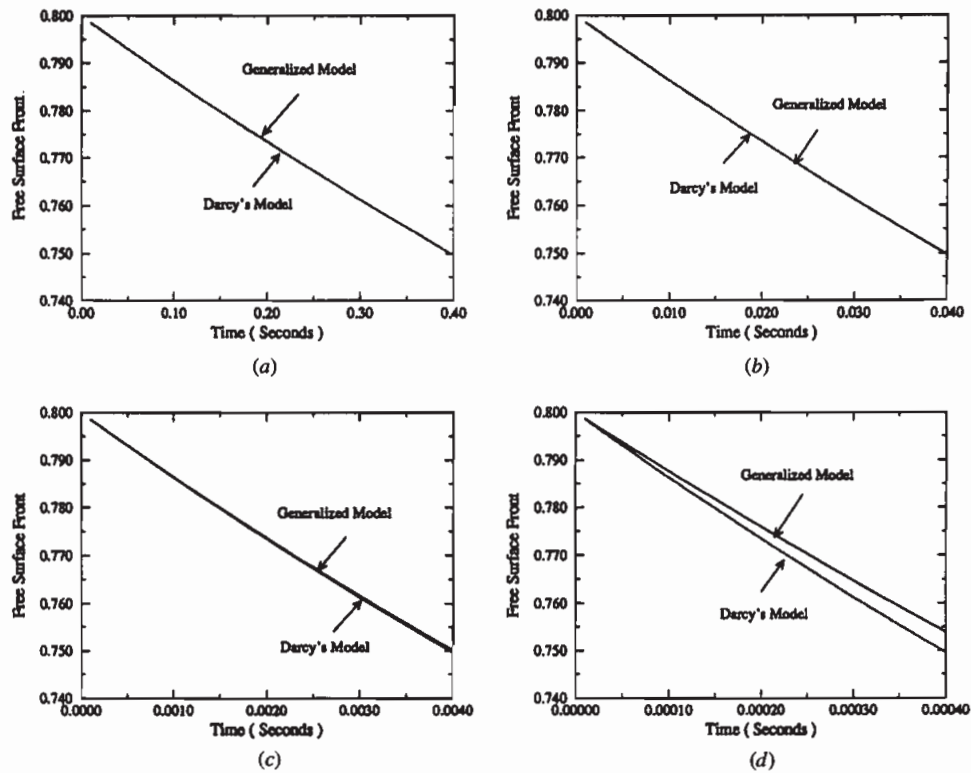 0.800
0.790
0.780
0.770
0.760
0.750
0.740
Free Surface Front
Generalized Model
Darcy's Model
0.00 0.10 0.20 0.30 0.40
Time ( Seconds )
(a)
0.800
0.790
0.780
0.770
0.760
0.750
0.740
Free Surface Front
Generalized Model
Darcy's Model
0.000 0.010 0.020 0.030 0.040
Time ( Seconds )
(b)
0.800
0.790
0.780
0.770
0.760
0.750
0.740
Free Surface Front
Generalized Model
Darcy's Model
0.0000 0.0010 0.0020 0.0030 0.0040
Time ( Seconds )
(c)
0.800
0.790
0.780
0.770
0.760
0.750
0.740
Free Surface Front
Generalized Model
Darcy's Model
0.00000 0.00010 0.00020 0.00030 0.00040
Time ( Seconds )
(d)